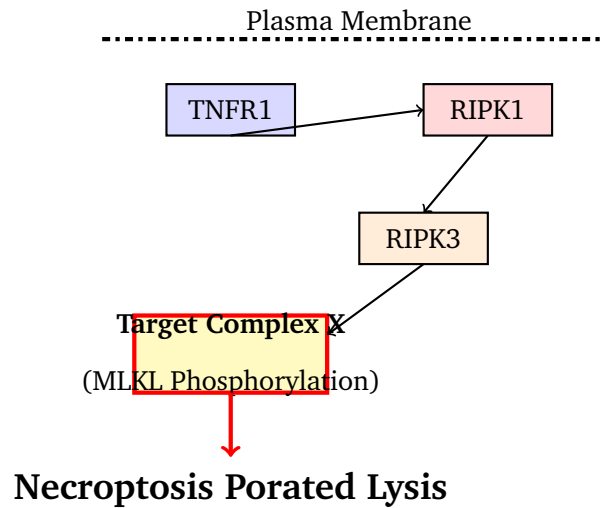 Plasma Membrane
TNFR1
RIPK1
RIPK3
Target Complex X
(MLKL Phosphorylation)
Necroptosis Porated Lysis